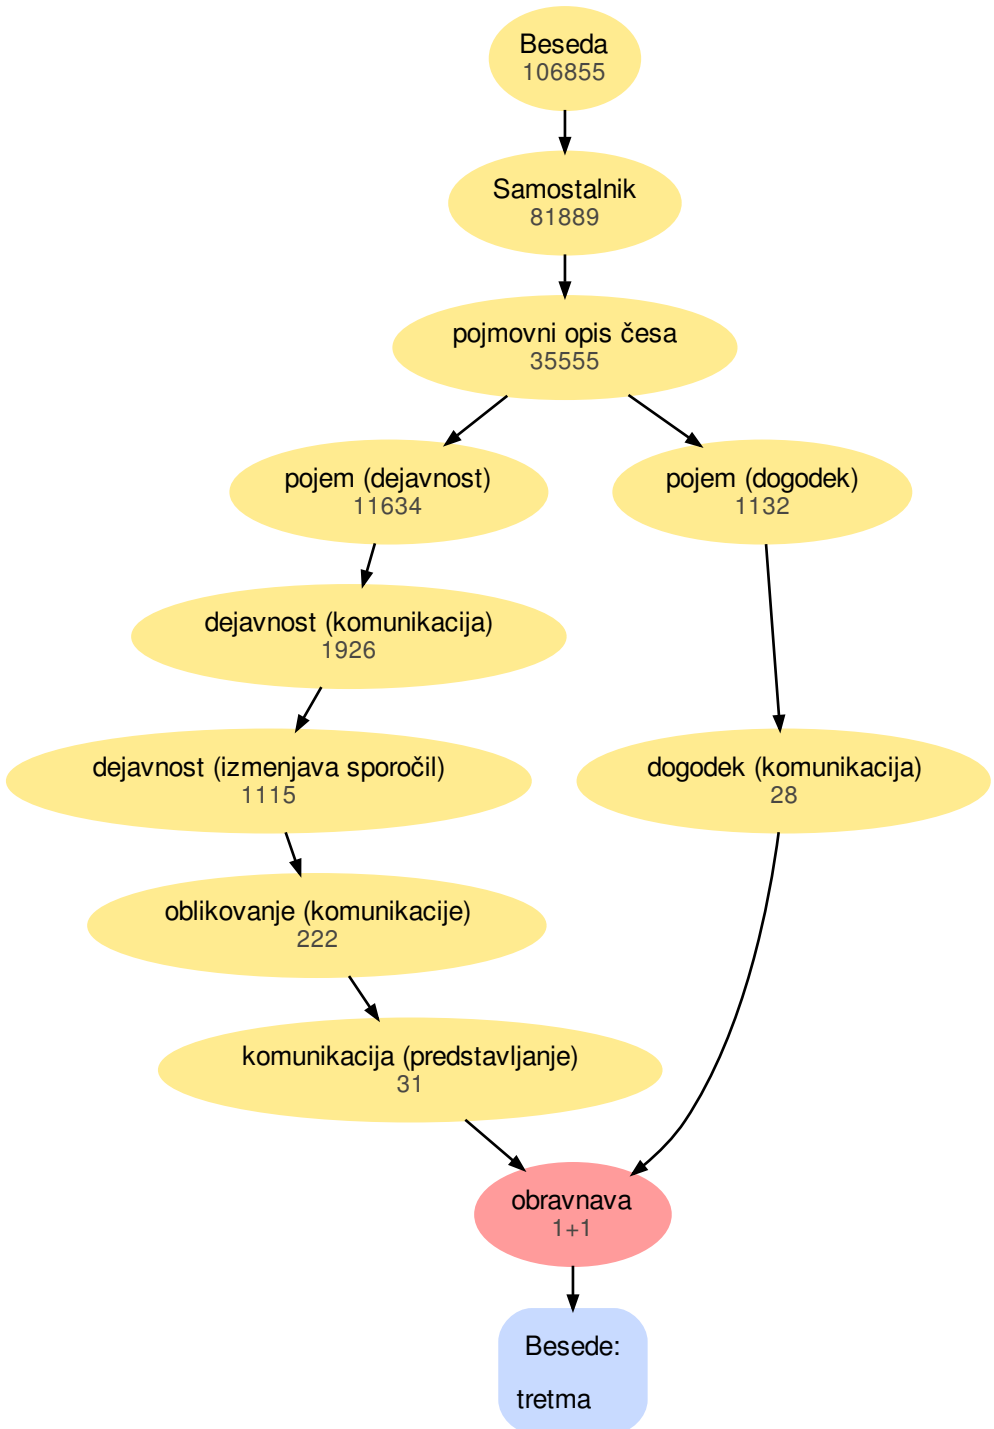 Beseda
106855
Samostalnik
81889
pojmovni opis česa
35555
pojem (dejavnost)
11634
pojem (dogodek)
1132
dejavnost (komunikacija)
1926
dejavnost (izmenjava sporočil)
1115
dogodek (komunikacija)
28
oblikovanje (komunikacije)
222
komunikacija (predstavljanje)
31
obravnava
1+1
Besede:
tretma